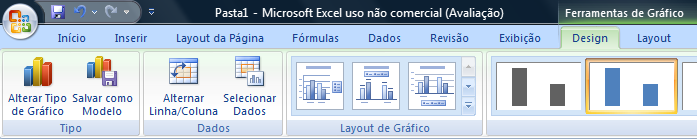 Pasta1 - Microsoft Excel uso não comercial (Avaliação)
Ferramentas de Gráfico
Início Inserir Layout da Página Fórmulas Dados Revisão Exibição Design Layout
Alterar Tipo de Gráfico
Salvar como Modelo
Alternar Linha/Coluna
Selecionar Dados
Tipo Dados Layout de Gráfico